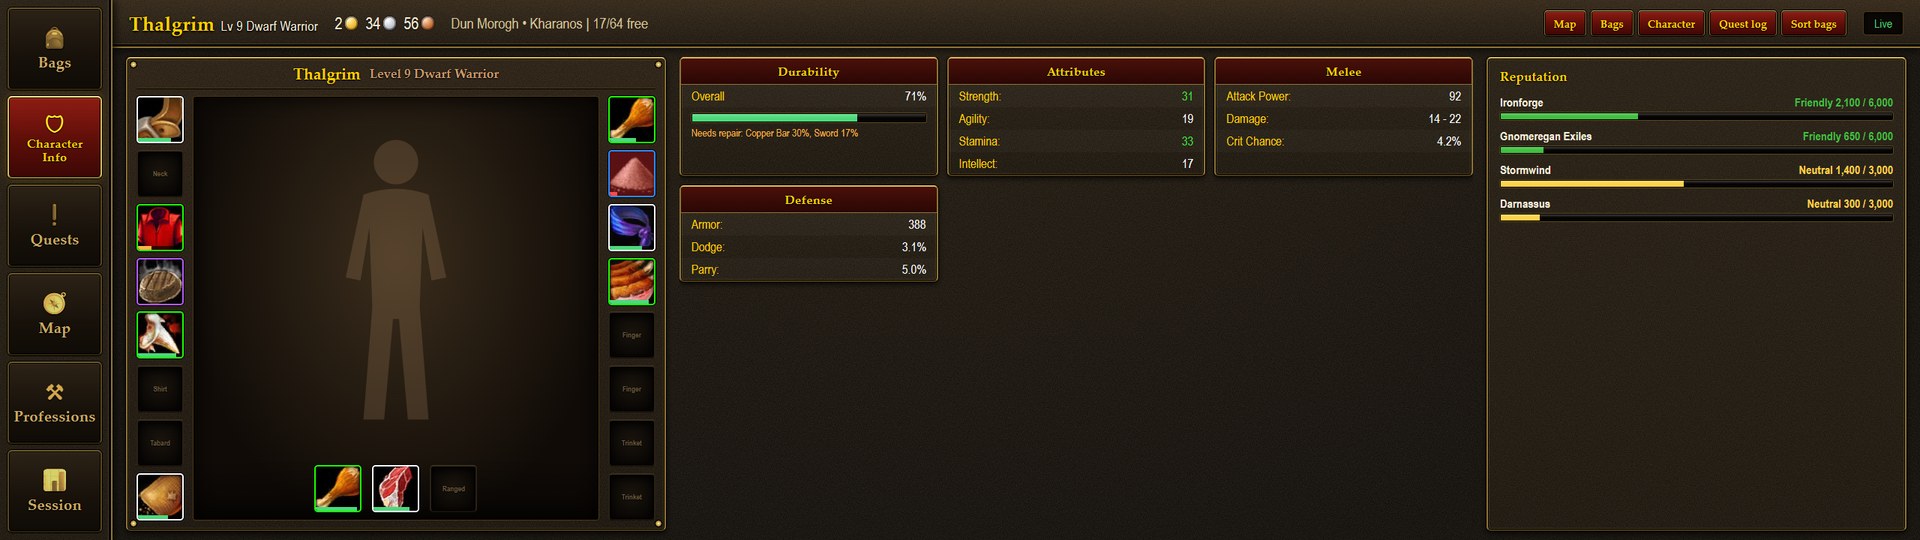 Bags
Character
Info
Quests
Map
Professions
Session
Thalgrim Lv 9 Dwarf Warrior 2 34 56 Dun Morogh • Kharanos | 17/64 free
Map Bags Character Quest log Sort bags Live
Thalgrim Level 9 Dwarf Warrior
Neck
Shirt
Tabard
Finger
Finger
Trinket
Trinket
Ranged
Durability
Overall 71%
Needs repair: Copper Bar 30%, Sword 17%
Attributes
Strength: 31
Agility: 19
Stamina: 33
Intellect: 17
Melee
Attack Power: 92
Damage: 14 - 22
Crit Chance: 4.2%
Defense
Armor: 388
Dodge: 3.1%
Parry: 5.0%
Reputation
Ironforge Friendly 2,100 / 6,000
Gnomeregan Exiles Friendly 650 / 6,000
Stormwind Neutral 1,400 / 3,000
Darnassus Neutral 300 / 3,000